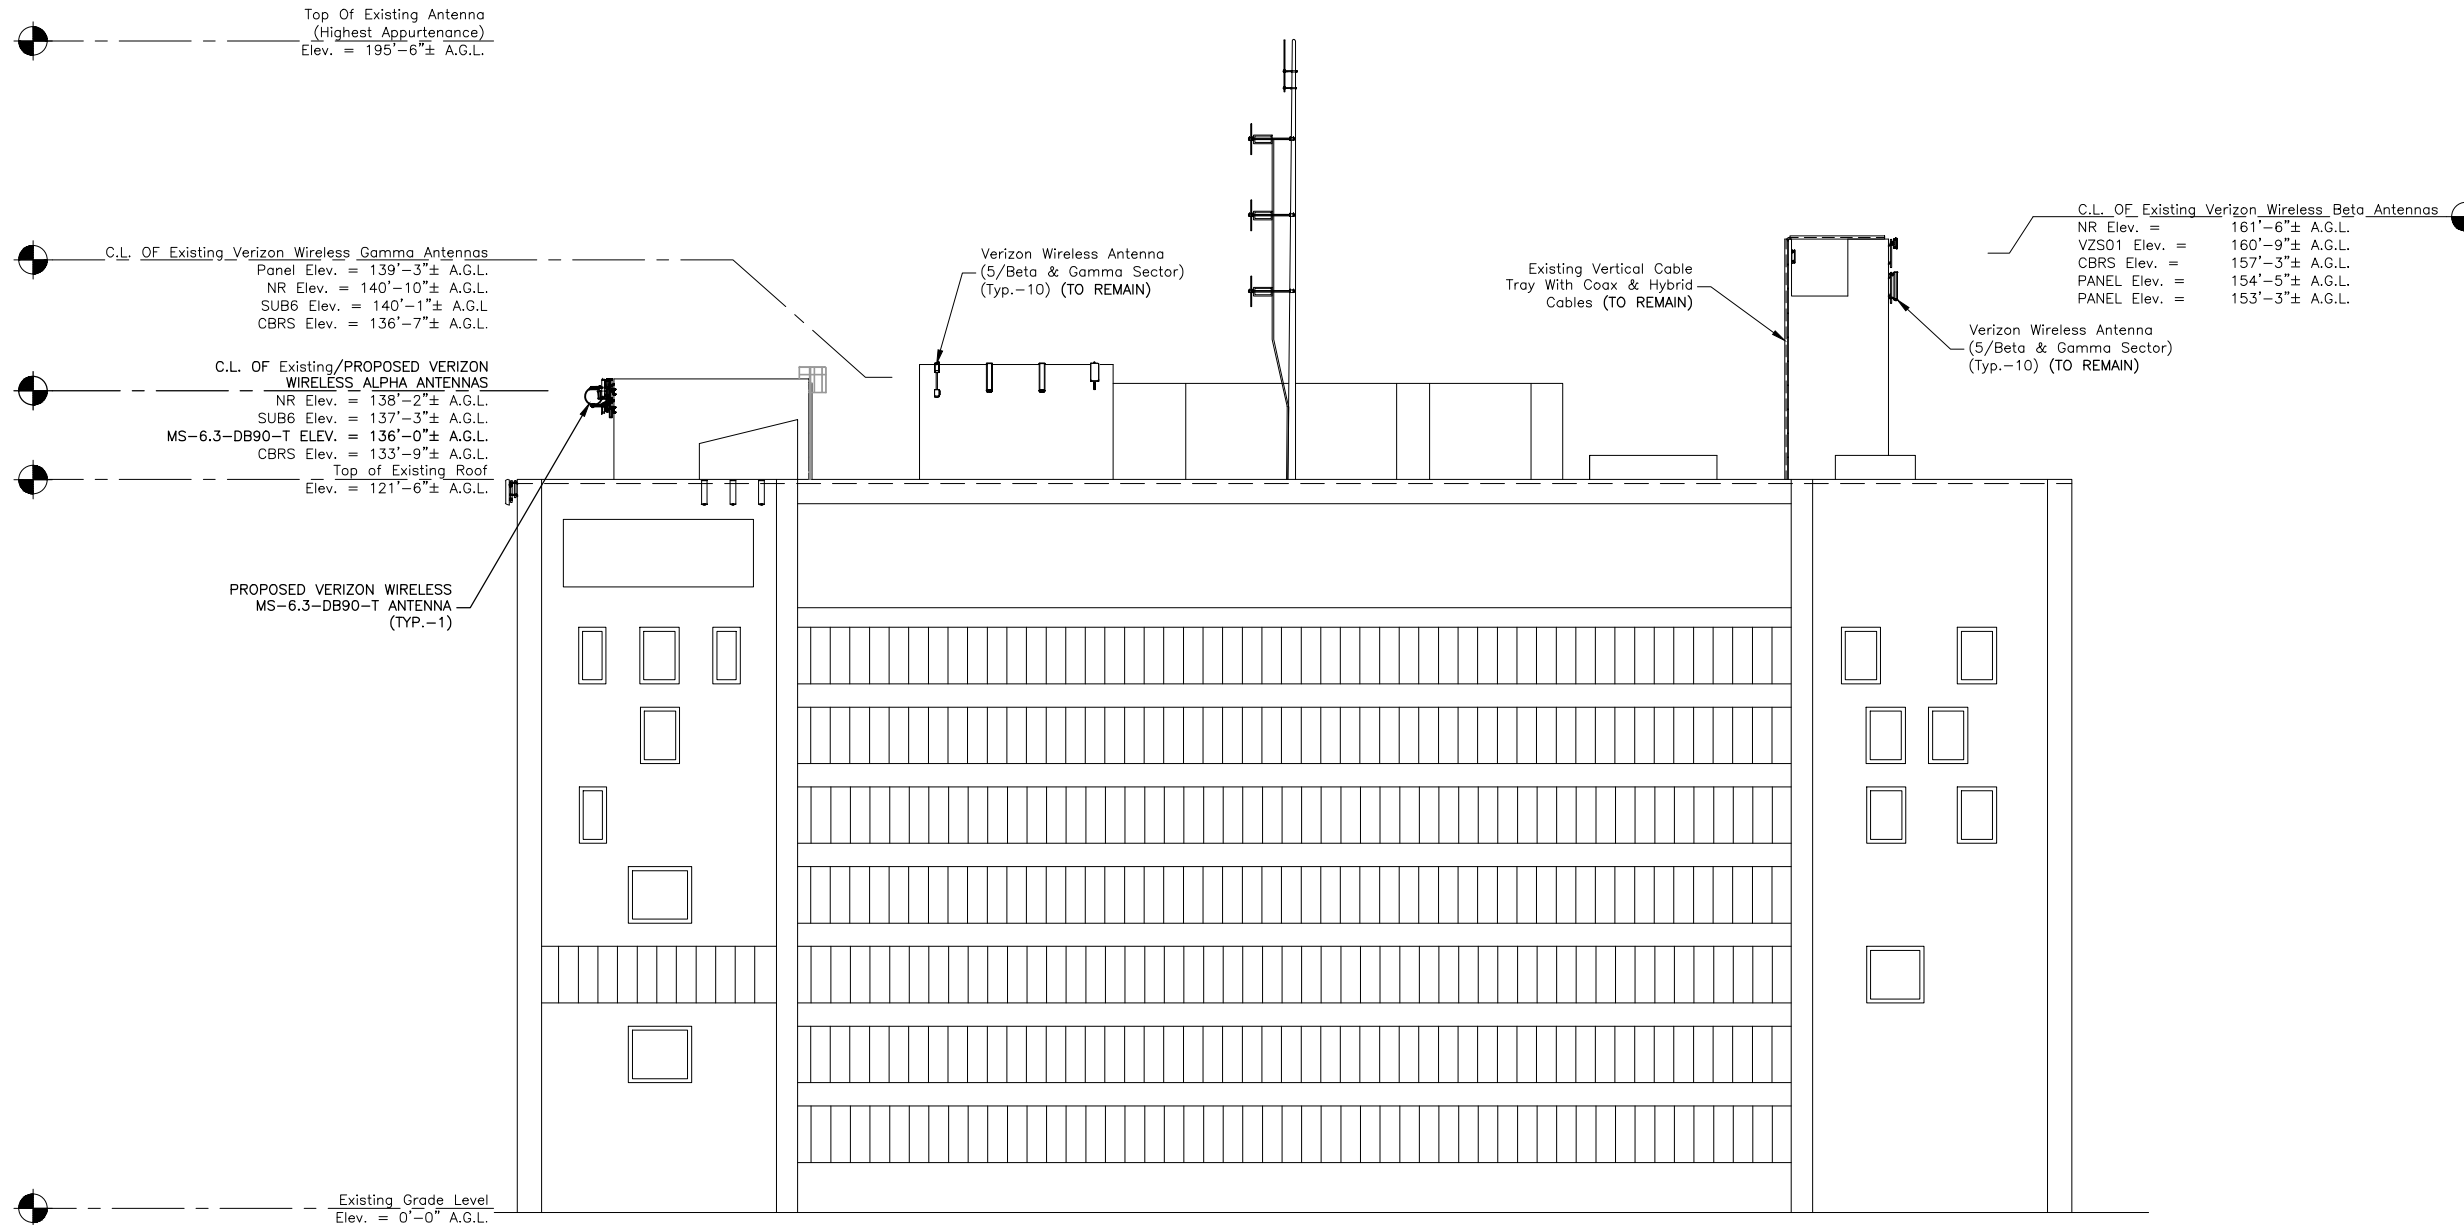 Top Of Existing Antenna
(Highest Appurtenance)
Elev. = 195'-6"± A.G.L.
C.L. OF Existing Verizon Wireless Gamma Antennas
Panel Elev. = 139'-3"± A.G.L.
NR Elev. = 140'-10"± A.G.L.
SUB6 Elev. = 140'-1"± A.G.L
CBRS Elev. = 136'-7"± A.G.L.
C.L. OF Existing/PROPOSED VERIZON
WIRELESS ALPHA ANTENNAS
NR Elev. = 138'-2"± A.G.L.
SUB6 Elev. = 137'-3"± A.G.L.
MS-6.3-DB90-T ELEV. = 136'-0"± A.G.L.
CBRS Elev. = 133'-9"± A.G.L.
Top of Existing Roof
Elev. = 121'-6"± A.G.L.
PROPOSED VERIZON WIRELESS
MS-6.3-DB90-T ANTENNA
(TYP.-1)
Existing Grade Level
Elev. = 0'-0" A.G.L.
Verizon Wireless Antenna
(5/Beta & Gamma Sector)
(Typ.-10) (TO REMAIN)
Existing Vertical Cable
Tray With Coax & Hybrid
Cables (TO REMAIN)
C.L. OF Existing Verizon Wireless Beta Antennas
NR Elev. = 161'-6"± A.G.L.
VZS01 Elev. = 160'-9"± A.G.L.
CBRS Elev. = 157'-3"± A.G.L.
PANEL Elev. = 154'-5"± A.G.L.
PANEL Elev. = 153'-3"± A.G.L.
Verizon Wireless Antenna
(5/Beta & Gamma Sector)
(Typ.-10) (TO REMAIN)